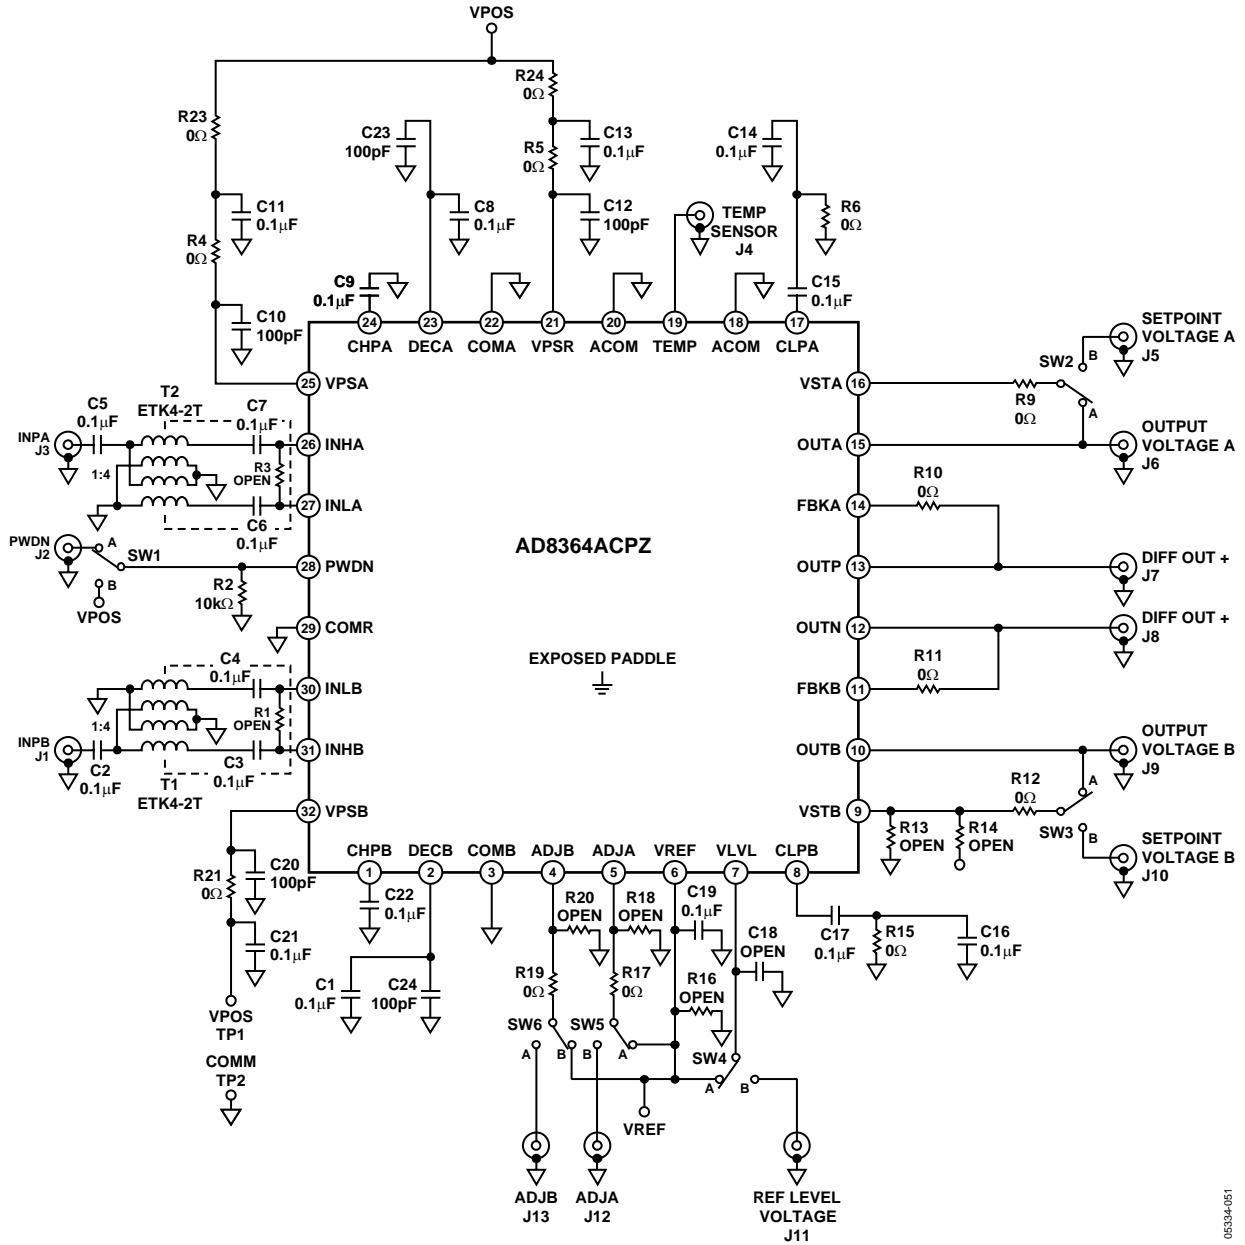 VPOS
R24
0Ω
R23
0Ω
C23
100pF
C13
0.1µF
R5
0Ω
C14
0.1µF
C11
0.1µF
R4
0Ω
C8
0.1µF
C12
100pF
TEMP
SENSOR
J4
R6
0Ω
C10
100pF
C9
0.1µF
C15
0.1µF
24
23
22
21
20
19
18
17
CHPA
DECA
COMA
VPSR
ACOM
TEMP
ACOM
CLPA
SETPOINT
VOLTAGE A
J5
SW2
B
A
25
VPSA
VSTA
16
R9
0Ω
T2
ETK4-2T
C5
0.1µF
C7
0.1µF
INPA
J3
1:4
26
INHA
R3
OPEN
OUTA
15
OUTPUT
VOLTAGE A
J6
27
INLA
C6
0.1µF
FBKA
14
R10
0Ω
AD8364ACPZ
PWDN
J2
A
SW1
B
VPOS
28
PWDN
R2
10kΩ
OUTP
13
DIFF OUT +
J7
29
COMR
OUTN
12
DIFF OUT +
J8
EXPOSED PADDLE
C4
0.1µF
30
INLB
R1
OPEN
1:4
R11
0Ω
FBKB
11
INPB
J1
C2
0.1µF
C3
0.1µF
T1
ETK4-2T
31
INHB
OUTB
10
OUTPUT
VOLTAGE B
J9
32
VPSB
VSTB
9
R12
0Ω
A
SW3
B
R13
OPEN
R14
OPEN
SETPOINT
VOLTAGE B
J10
CHPB
DECB
COMB
ADJB
ADJA
VREF
VLVL
CLPB
1
2
3
4
5
6
7
8
R21
0Ω
C20
100pF
C22
0.1µF
R20
OPEN
R18
OPEN
C19
0.1µF
C18
OPEN
C17
0.1µF
R15
0Ω
C16
0.1µF
C21
0.1µF
C1
0.1µF
C24
100pF
R19
0Ω
R17
0Ω
R16
OPEN
VPOS
TP1
SW6
A
B
SW5
B
A
SW4
A
B
COMM
TP2
VREF
ADJB
J13
ADJA
J12
REF LEVEL
VOLTAGE
J11
05334-051